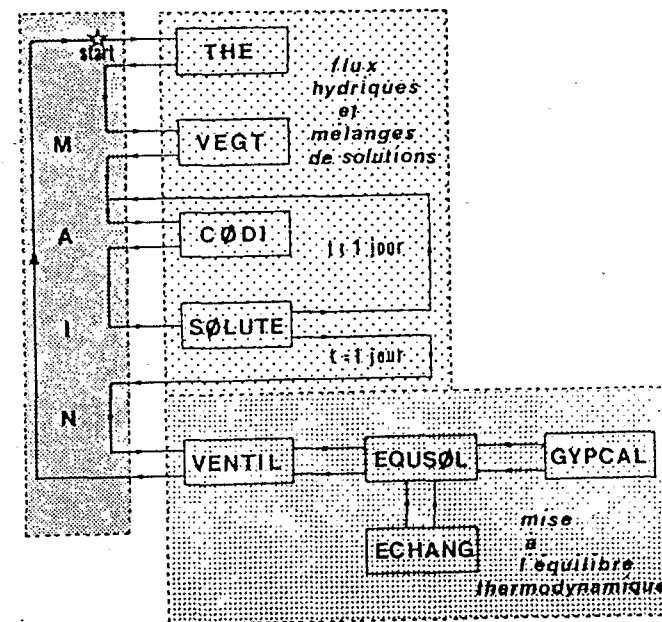 start
THE
flux
hydriques
et
mélanges
de solutions
M
VEGT
A
CØDI
t < 1 jour
I
SØLUTE
t = 1 jour
N
VENTIL
EQUSØL
GYPCAL
ECHANG
mise
à
l'équilibre
thermodynamique